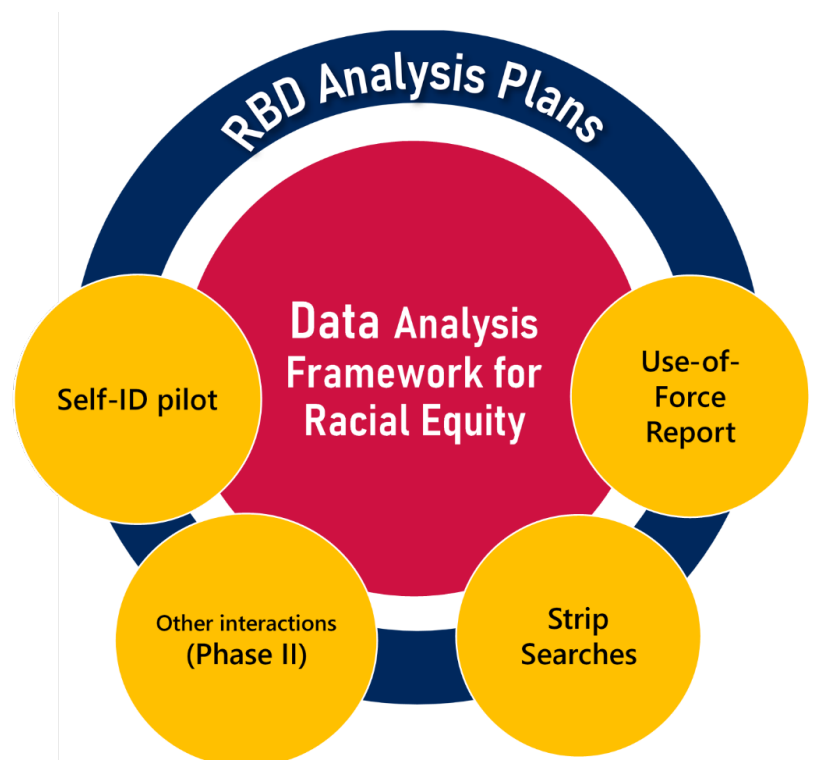 RBD Analysis Plans
Data Analysis
Framework for
Racial Equity
Self-ID pilot
Use-of-
Force
Report
Other interactions
(Phase II)
Strip
Searches